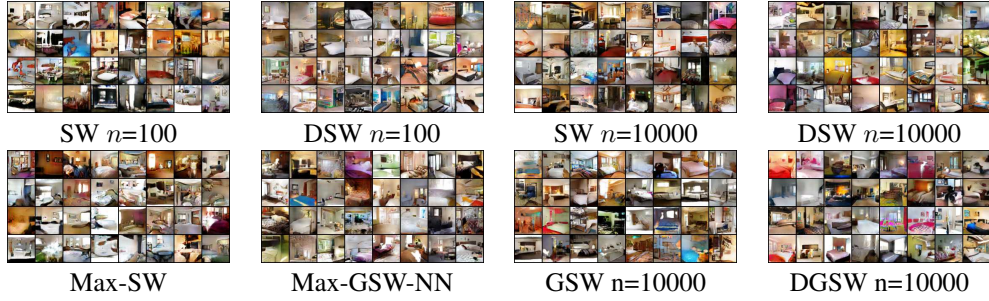 SW n=100
DSW n=100
SW n=10000
DSW n=10000
Max-SW
Max-GSW-NN
GSW n=10000
DGSW n=10000